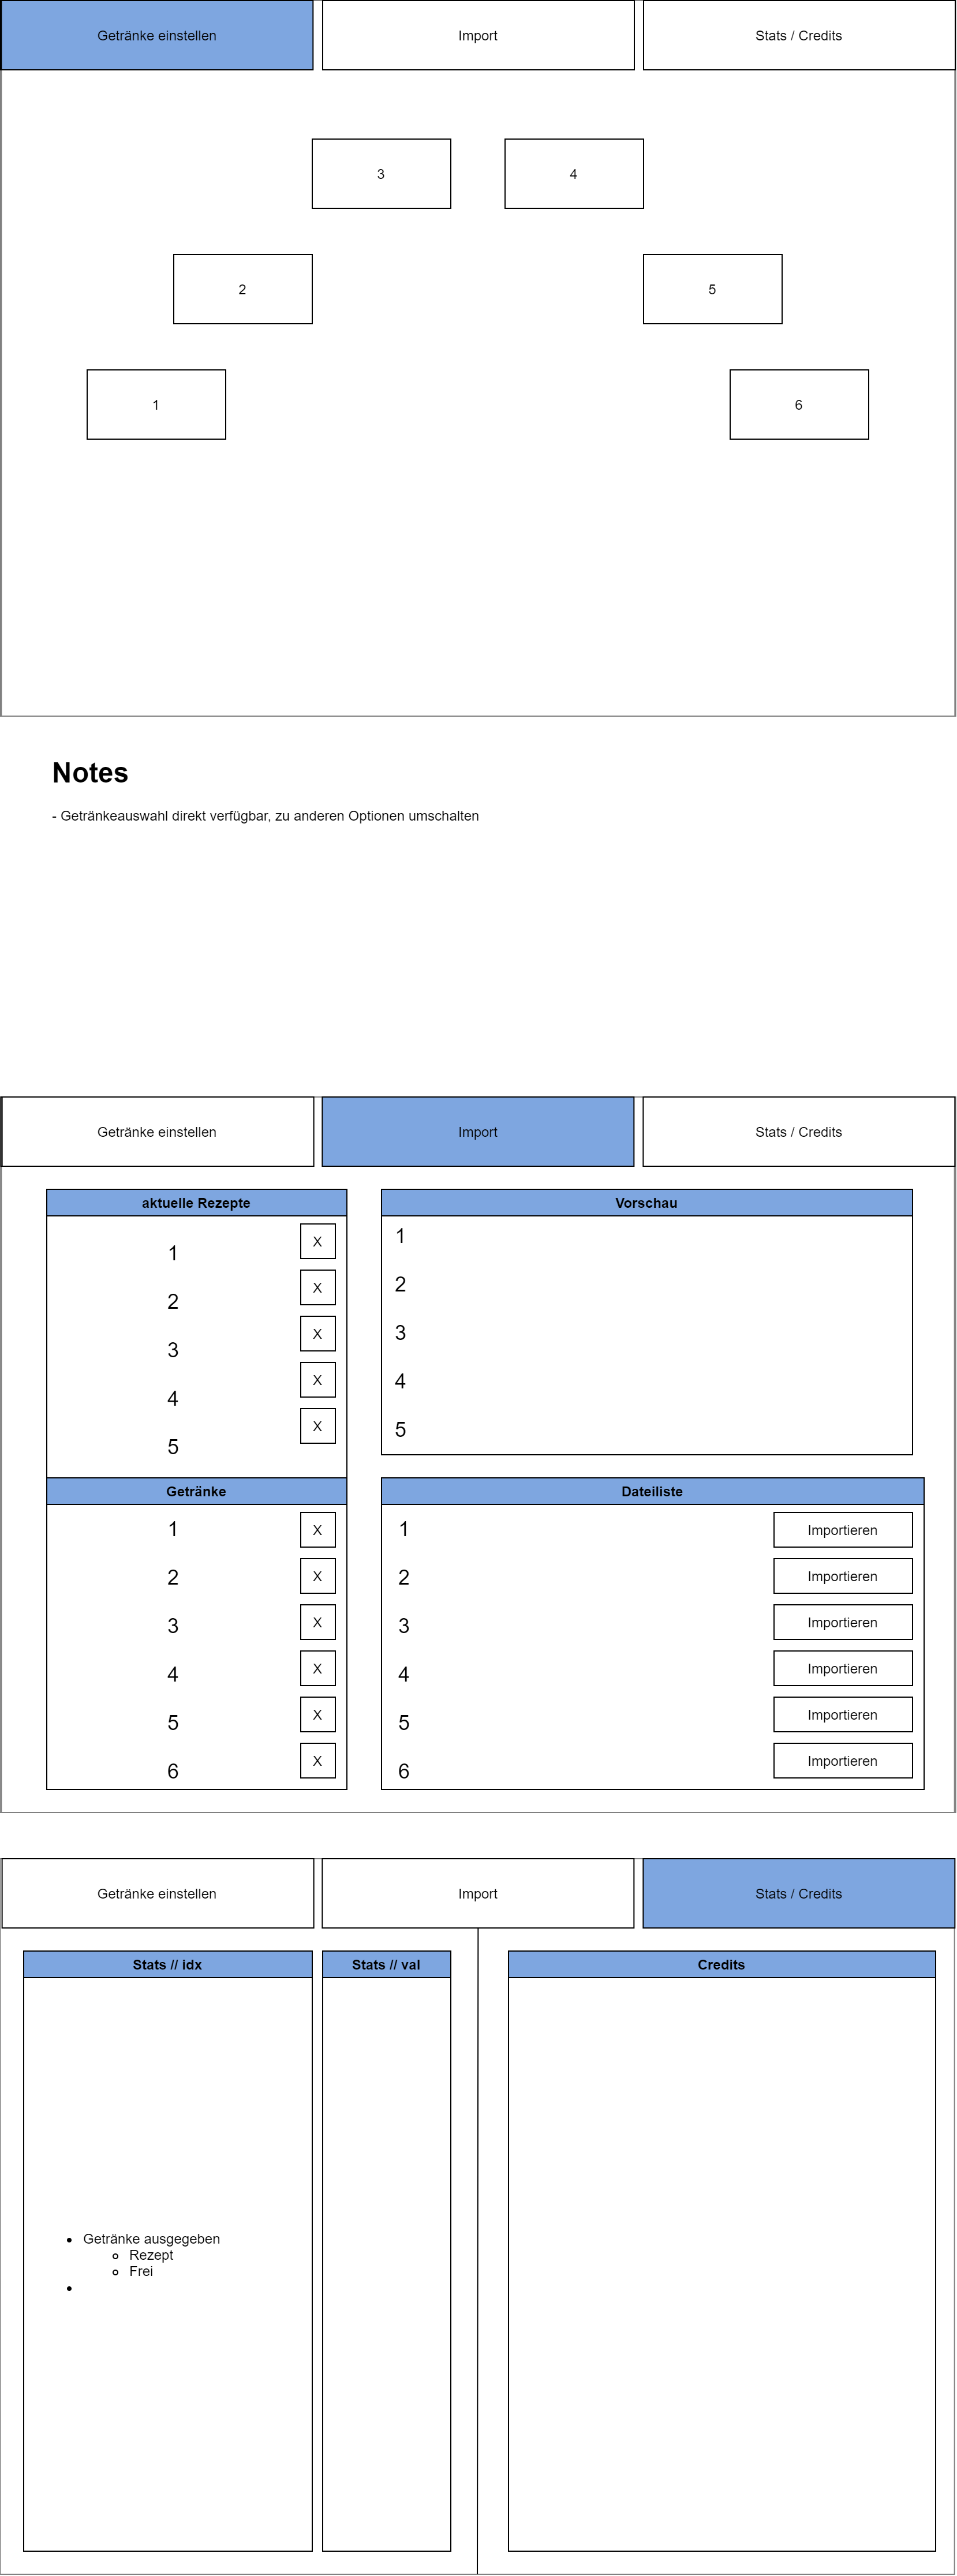 Getränke einstellen
Import
Stats / Credits
3
4
2
5
1
6
Notes
- Getränkeauswahl direkt verfügbar, zu anderen Optionen umschalten
Getränke einstellen
Import
Stats / Credits
aktuelle Rezepte
1
X
2
X
3
X
4
X
5
X
Vorschau
1
2
3
4
5
Getränke
1
X
2
X
3
X
4
X
5
X
6
X
Dateiliste
1
Importieren
2
Importieren
3
Importieren
4
Importieren
5
Importieren
6
Importieren
Getränke einstellen
Import
Stats / Credits
Stats // idx
Stats // val
Credits
Getränke ausgegeben
Rezept
Frei